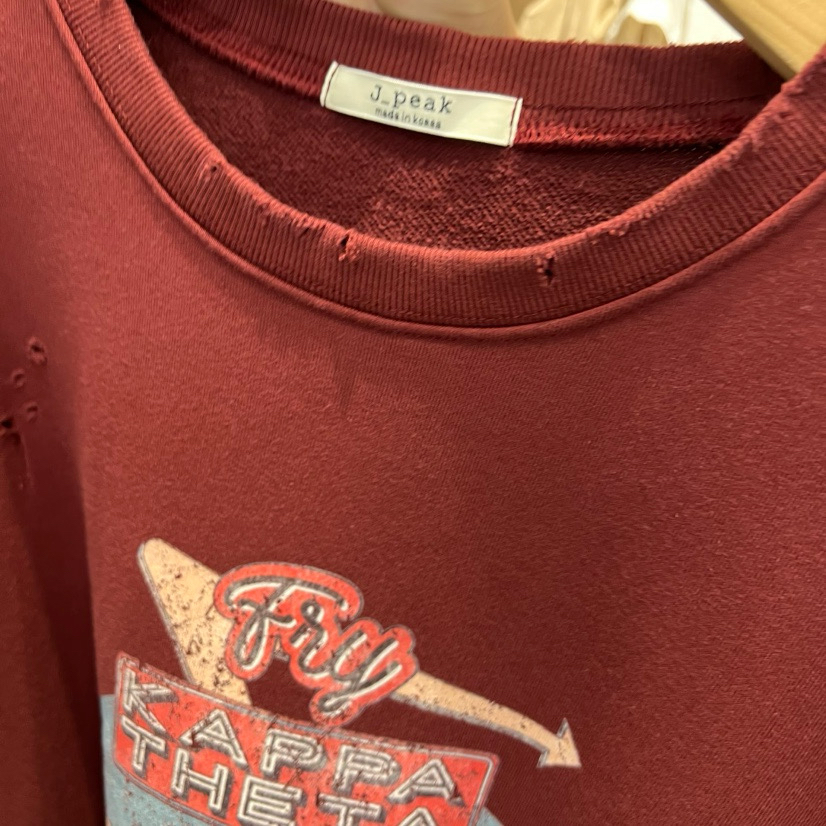 J_peak
made in korea
Fry
KAPPA
THETA